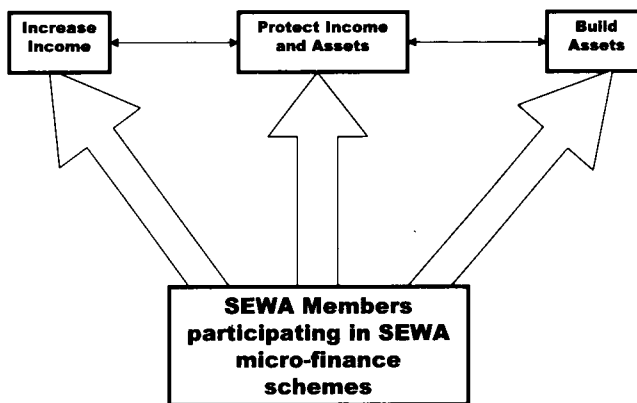 Increase
Income
Protect Income
and Assets
Build
Assets
SEWA Members
participating in SEWA
micro-finance
schemes